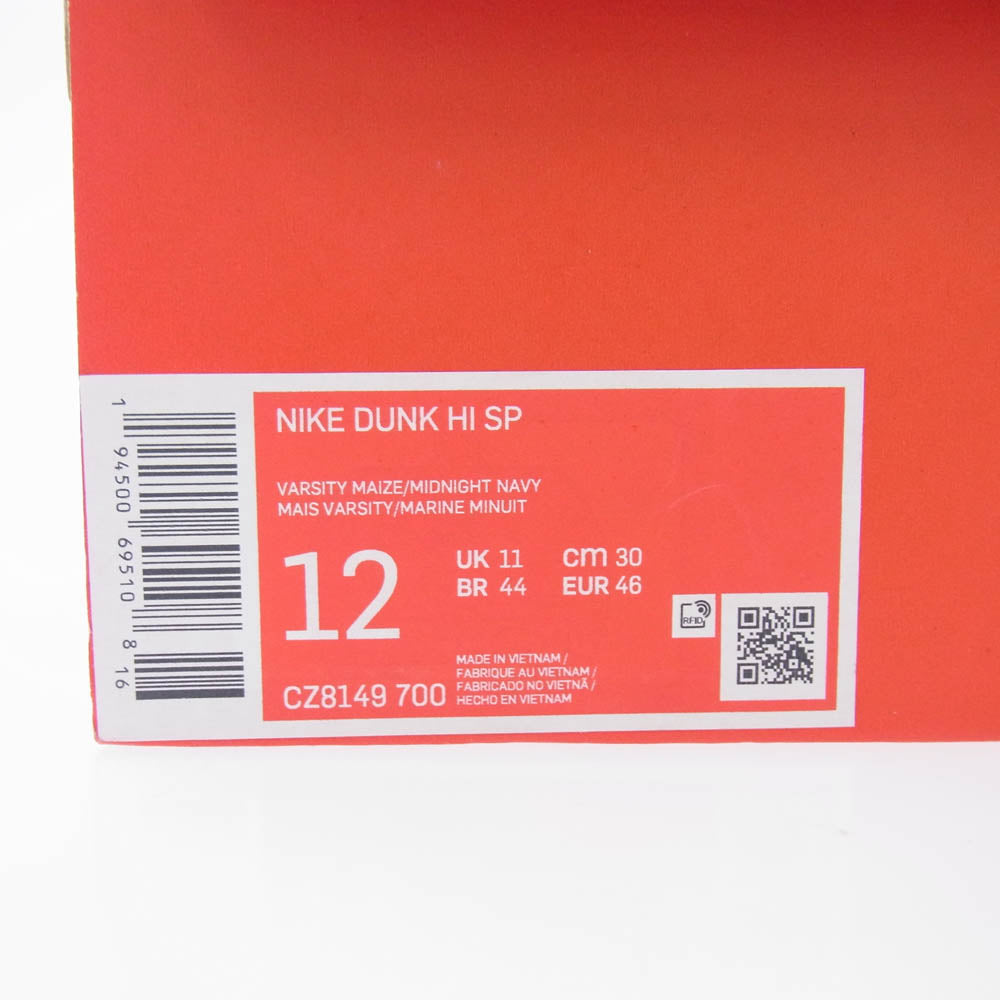 NIKE DUNK HI SP
VARSITY MAIZE/MIDNIGHT NAVY
MAIS VARSITY/MARINE MINUIT
12
UK 11 cm 30
BR 44 EUR 46
RFID
CZ8149 700
MADE IN VIETNAM /
FABRIQUE AU VIETNAM /
FABRICADO NO VIETNÃ /
HECHO EN VIETNAM
1 94500 69510 8 16